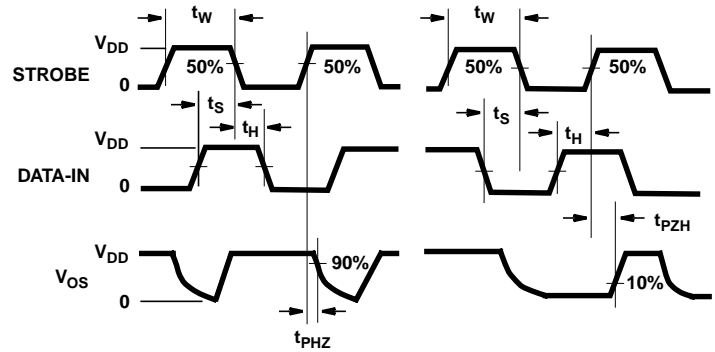 tW tW
VDD
STROBE 50% 50% 50% 50%
0
tS tS
VDD tH tH
DATA-IN
0
tPZH
VDD
90%
VOS 10%
0
tPHZ